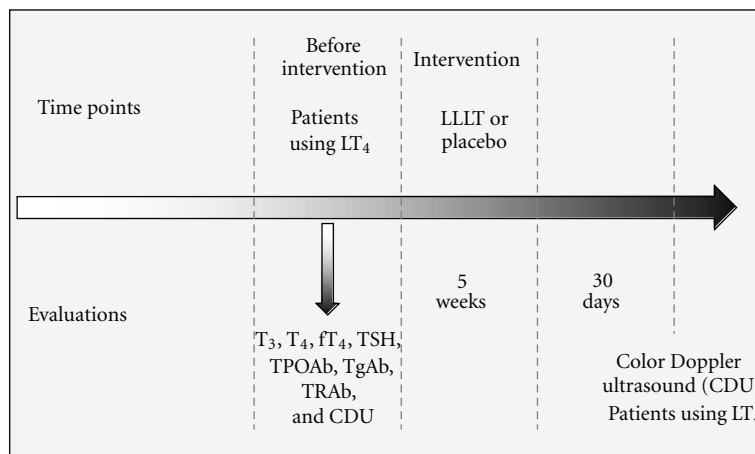 Before
intervention
Intervention
Time points
Patients
using LT₄
LLLT or
placebo
Evaluations
5
weeks
30
days
T₃, T₄, fT₄, TSH,
TPOAb, TgAb,
TRAb,
and CDU
Color Doppler
ultrasound (CDU
Patients using LT